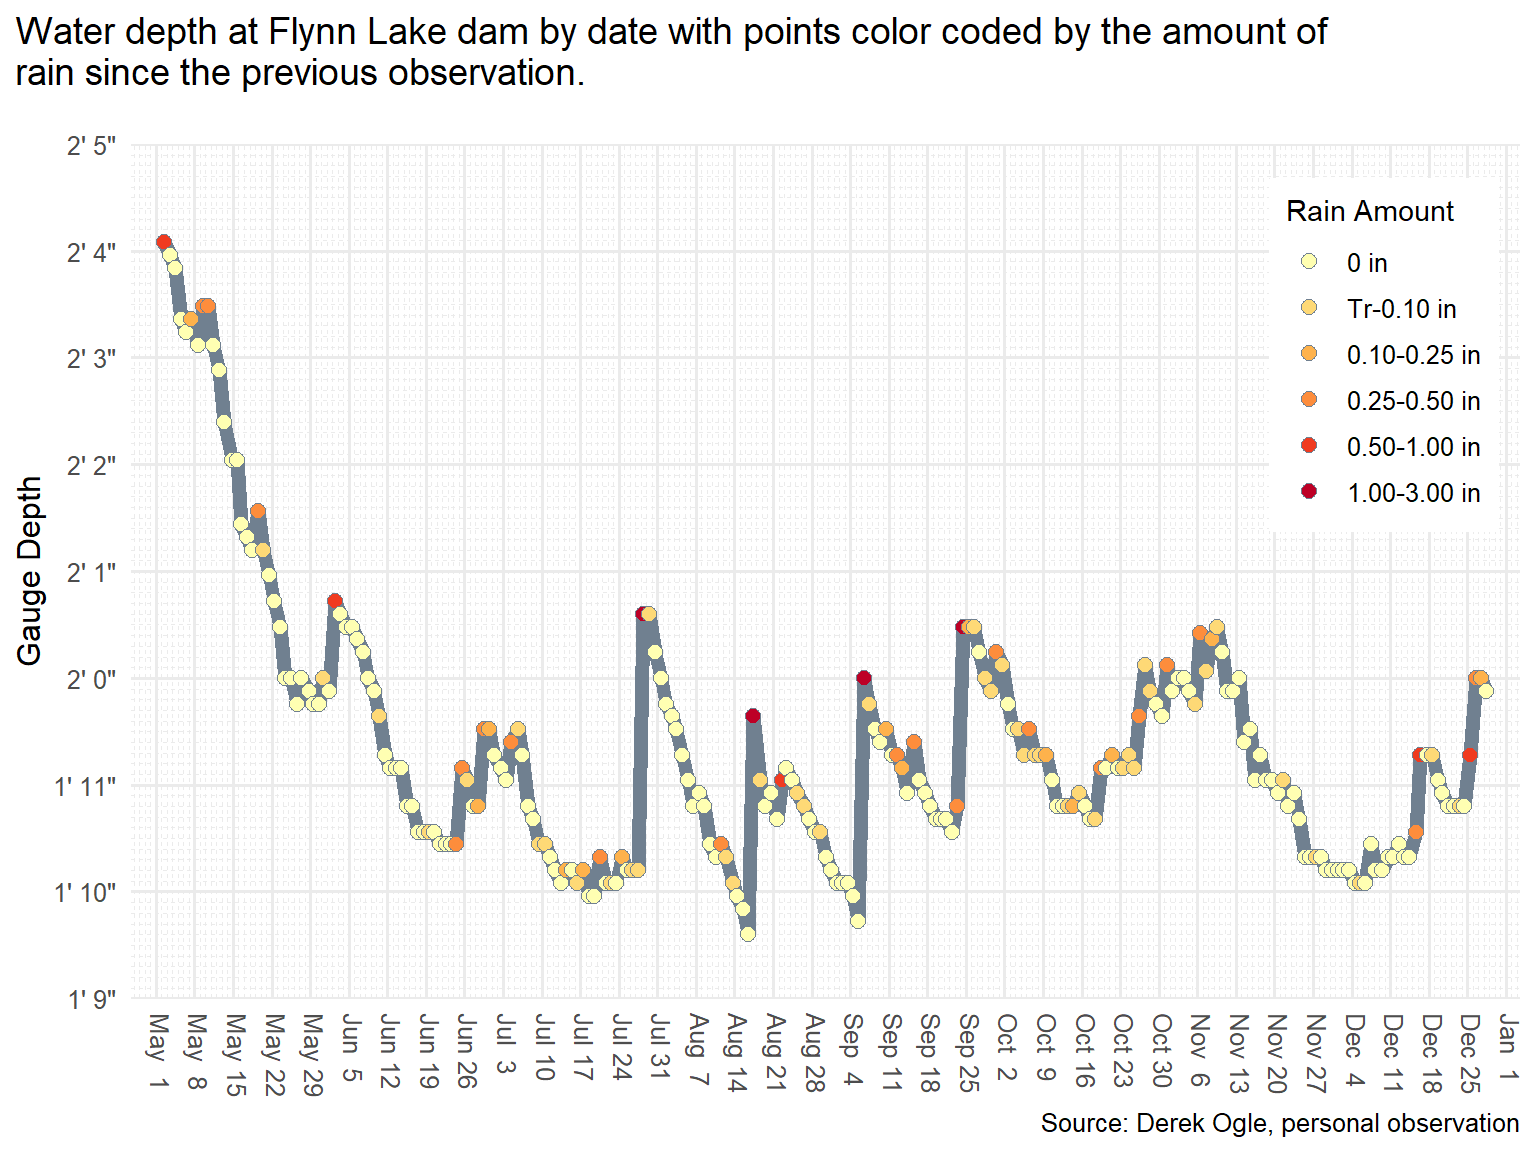 Water depth at Flynn Lake dam by date with points color coded by the amount of
rain since the previous observation.
2' 5"
2' 4"
2' 3"
2' 2"
2' 1"
2' 0"
1' 11"
1' 10"
1' 9"
Gauge Depth
Rain Amount
0 in
Tr-0.10 in
0.10-0.25 in
0.25-0.50 in
0.50-1.00 in
1.00-3.00 in
May 1
May 8
May 15
May 22
May 29
Jun 5
Jun 12
Jun 19
Jun 26
Jul 3
Jul 10
Jul 17
Jul 24
Jul 31
Aug 7
Aug 14
Aug 21
Aug 28
Sep 4
Sep 11
Sep 18
Sep 25
Oct 2
Oct 9
Oct 16
Oct 23
Oct 30
Nov 6
Nov 13
Nov 20
Nov 27
Dec 4
Dec 11
Dec 18
Dec 25
Jan 1
Source: Derek Ogle, personal observation